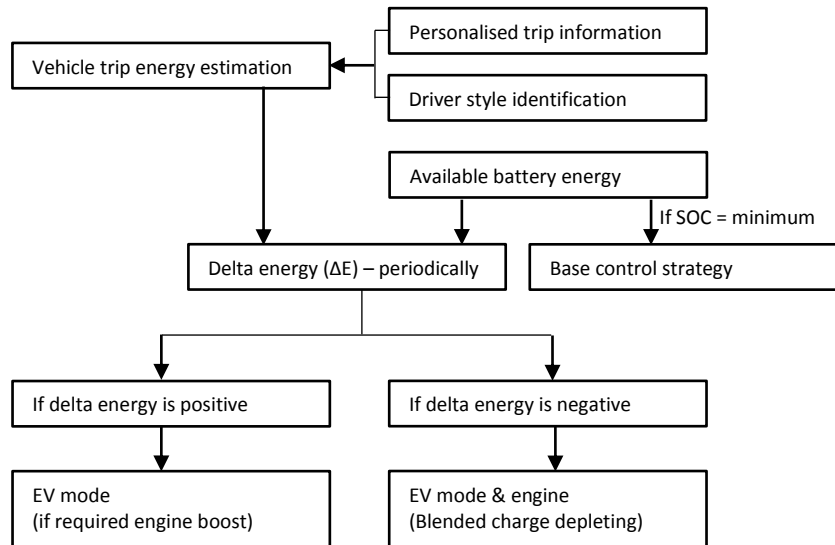 Personalised trip information
Vehicle trip energy estimation
Driver style identification
Available battery energy
If SOC = minimum
Delta energy (ΔE) – periodically
Base control strategy
If delta energy is positive
If delta energy is negative
EV mode
(if required engine boost)
EV mode & engine
(Blended charge depleting)